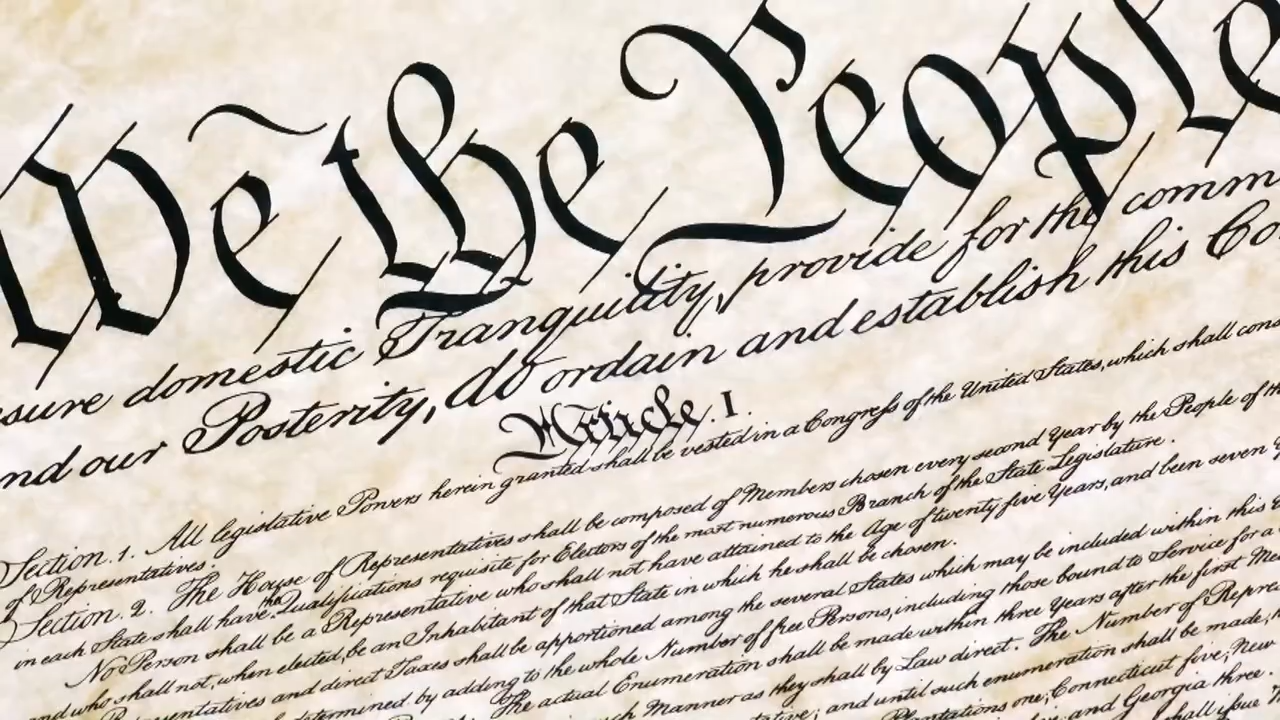 We the People
sure domestic Tranquility, provide for the comm
nd our Posterity, do ordain and establish this Co
Article. I.
Section. 1. All legislative Powers herein granted shall be vested in a Congress of the United States, which shall con
of Representatives.
Section. 2. The House of Representatives shall be composed of Members chosen every second Year by the People of th
in each State shall have the Qualifications requisite for Electors of the most numerous Branch of the State Legislature.
No Person shall be a Representative who shall not have attained to the Age of twenty five Years, and been seven Y
and who shall not, when elected, be an Inhabitant of that State in which he shall be chosen.
Representatives and direct Taxes shall be apportioned among the several States which may be included within this
determined by adding to the whole Number of free Persons, including those bound to Service for a
The actual Enumeration shall be made within three Years after the first Me
such Manner as they shall by Law direct. The Number of Repre
tative; and until such enumeration shall be made,
Plantations one, Connecticut five, New
and Georgia three.
shall issue